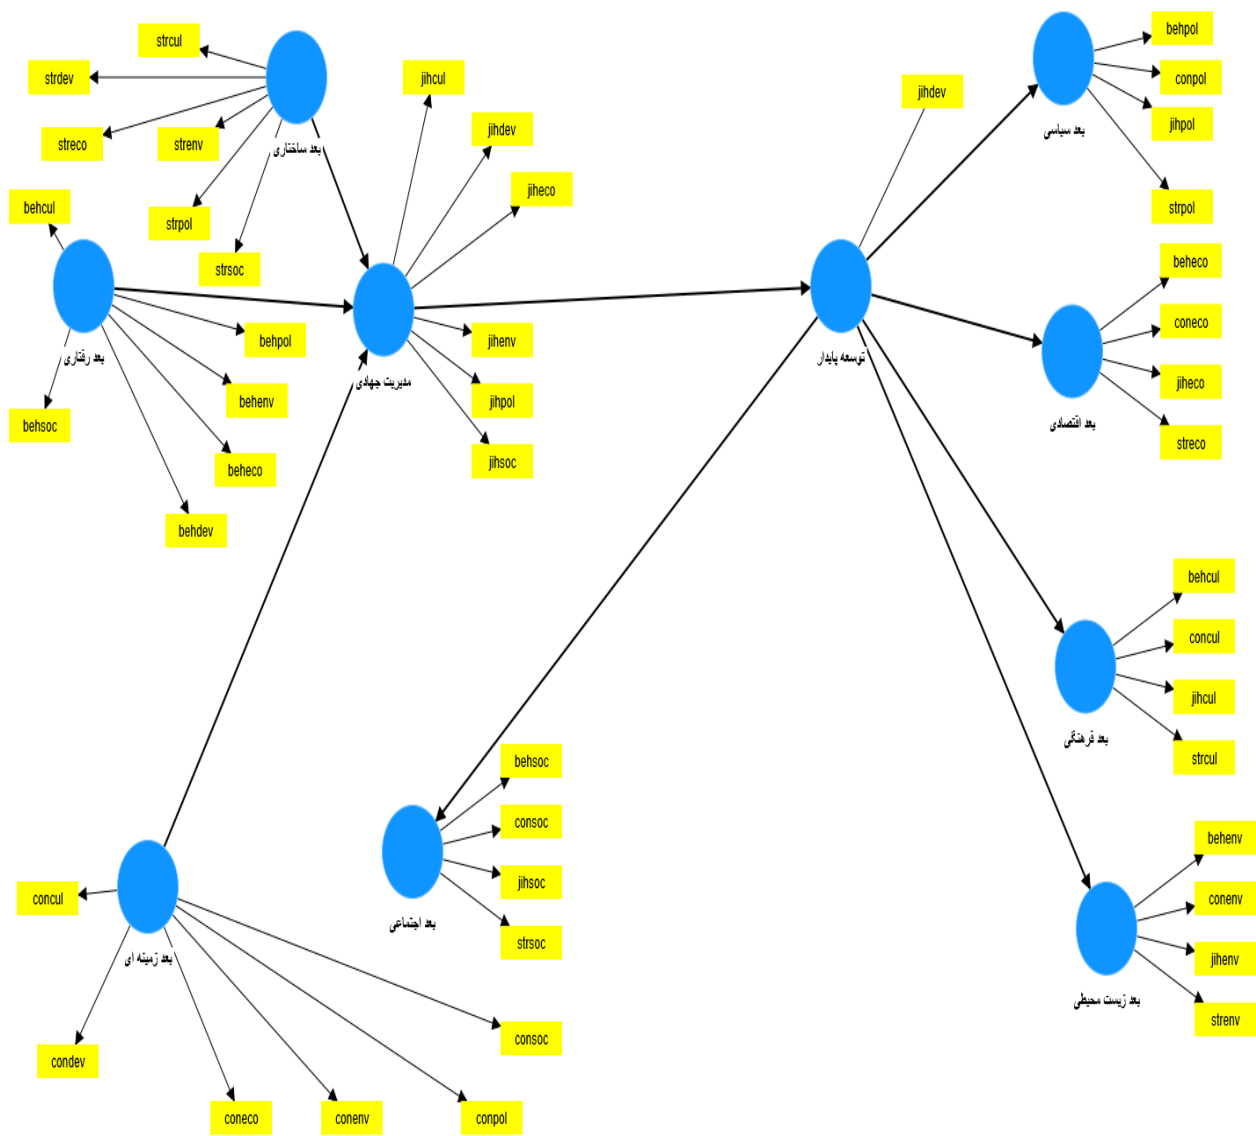 strcul
strdev
streco
strenv
strpol
strsoc
بعد ساختاری
behcul
behpol
behenv
beheco
behdev
behsoc
بعد رفتاری
jihcul
jihdev
jiheco
jihenv
jihpol
jihsoc
مدیریت جهادی
jihdev
توسعه پایدار
behpol
conpol
jihpol
strpol
بعد سیاسی
beheco
coneco
jiheco
streco
بعد اقتصادی
behcul
concul
jihcul
strcul
بعد فرهنگی
behsoc
consoc
jihsoc
strsoc
بعد اجتماعی
behenv
conenv
jihenv
strenv
بعد زیست محیطی
concul
condev
coneco
conenv
conpol
consoc
بعد زمینه ای